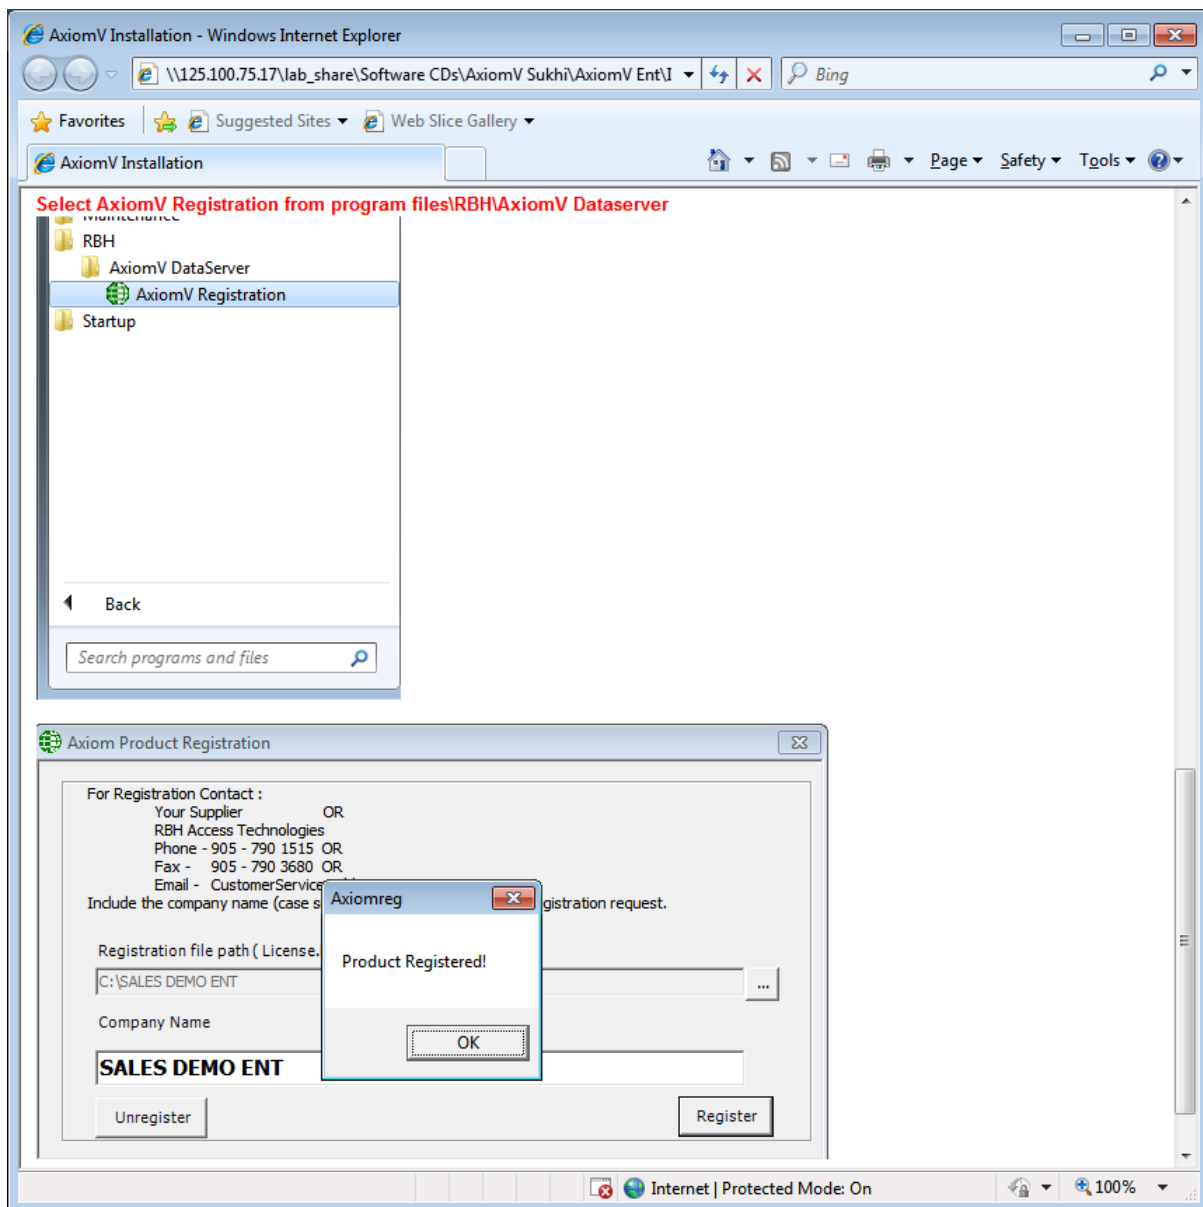 AxiomV Installation - Windows Internet Explorer
\\125.100.75.17\lab_share\Software CDs\AxiomV Sukhi\AxiomV Ent\I
Bing
Favorites Suggested Sites Web Slice Gallery
AxiomV Installation Page Safety Tools
Select AxiomV Registration from program files\RBH\AxiomV Dataserver
Maintenance
RBH
AxiomV DataServer
AxiomV Registration
Startup
Back
Search programs and files
Axiom Product Registration
For Registration Contact :
Your Supplier OR
RBH Access Technologies
Phone - 905 - 790 1515 OR
Fax - 905 - 790 3680 OR
Email - CustomerService
Include the company name (case s gistration request.
Axiomreg
Product Registered!
OK
Registration file path ( License.
C:\SALES DEMO ENT
...
Company Name
SALES DEMO ENT
Unregister Register
Internet | Protected Mode: On 100%